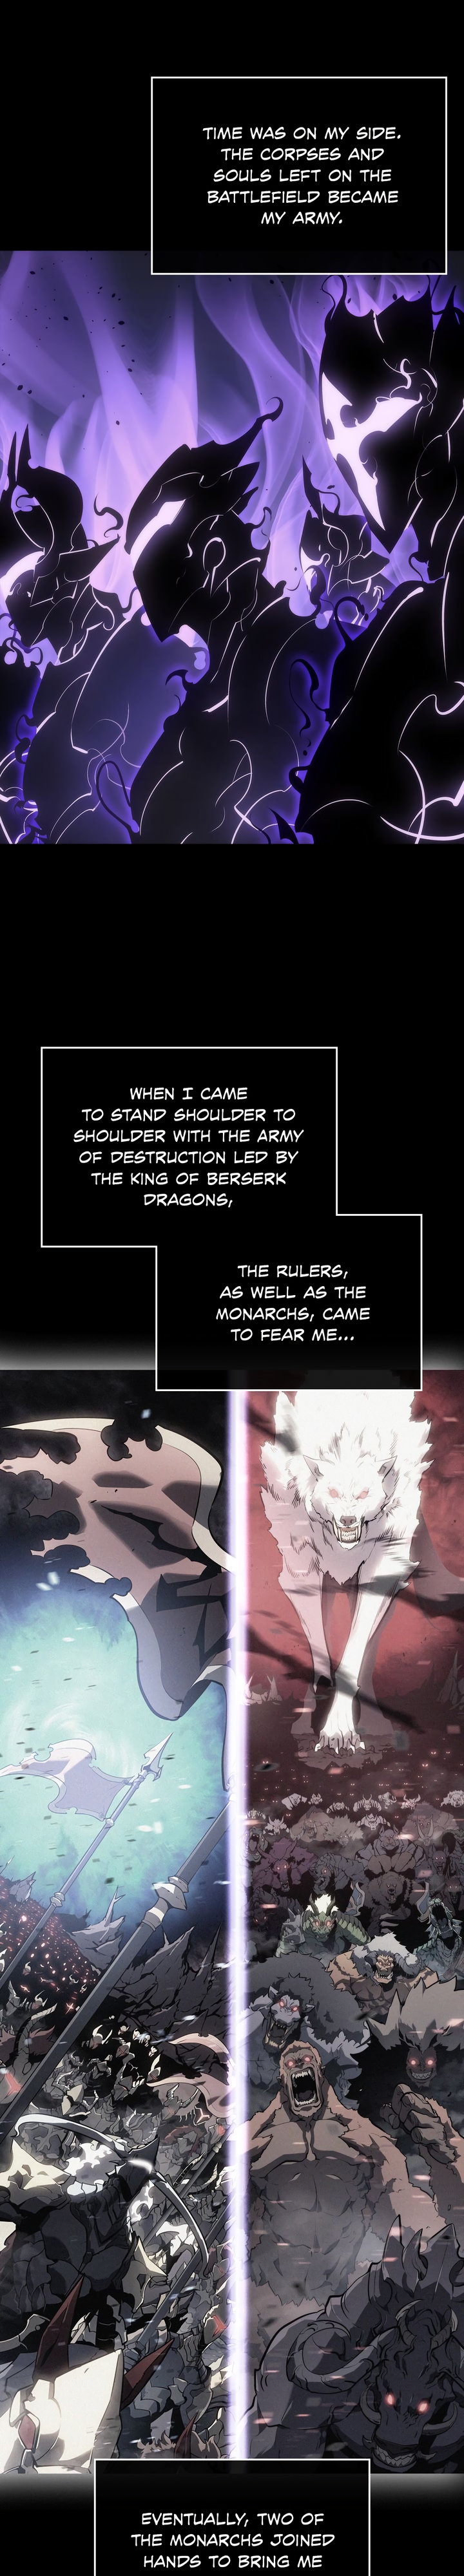 TIME WAS ON MY SIDE.
THE CORPSES AND
SOULS LEFT ON THE
BATTLEFIELD BECAME
MY ARMY.
WHEN I CAME
TO STAND SHOULDER TO
SHOULDER WITH THE ARMY
OF DESTRUCTION LED BY
THE KING OF BERSERK
DRAGONS,
THE RULERS,
AS WELL AS THE
MONARCHS, CAME
TO FEAR ME...
EVENTUALLY, TWO OF
THE MONARCHS JOINED
HANDS TO BRING ME